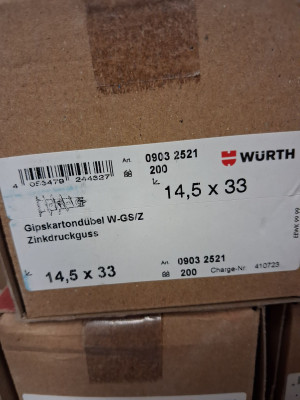 Art. 0903 2521 WÜRTH
200
14,5 x 33
4 053479 244327
Gipskartondübel W-GS/Z
Zinkdruckguss
14,5 x 33
Art. 0903 2521
200 Charge-Nr. 410723